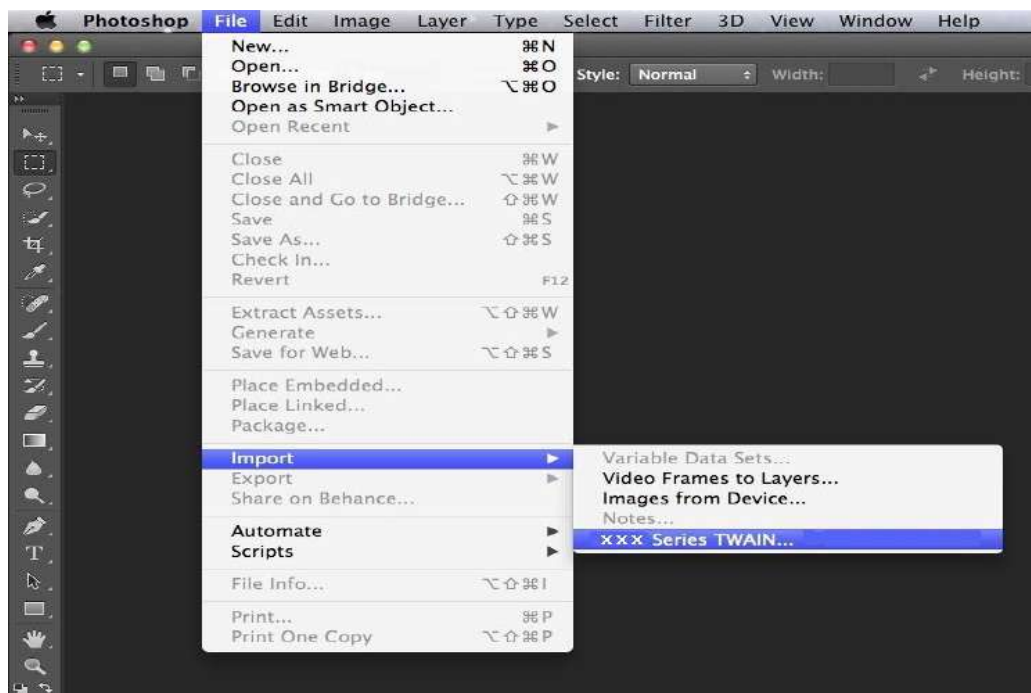 Photoshop File Edit Image Layer Type Select Filter 3D View Window Help
Style: Normal Width: Height:
New... ⌘N
Open... ⌘O
Browse in Bridge... ⌥⌘O
Open as Smart Object...
Open Recent
Close ⌘W
Close All ⌥⌘W
Close and Go to Bridge... ⇧⌘W
Save ⌘S
Save As... ⇧⌘S
Check In...
Revert F12
Extract Assets... ⌥⇧⌘W
Generate
Save for Web... ⌥⇧⌘S
Place Embedded...
Place Linked...
Package...
Import
Export
Share on Behance...
Automate
Scripts
File Info... ⌥⇧⌘I
Print... ⌘P
Print One Copy ⌥⇧⌘P
Variable Data Sets...
Video Frames to Layers...
Images from Device...
Notes...
xxx Series TWAIN...